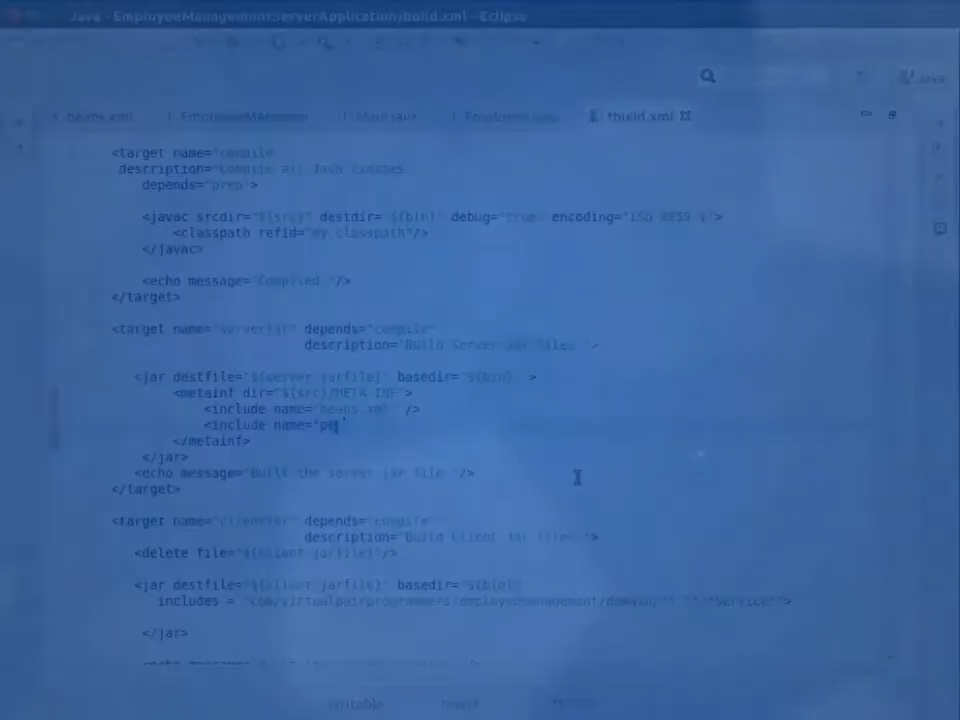 Java - EmployeeManagementServerApplication/build.xml - Eclipse
Java
beans.xml EmployeeManagemen Main.java Employee.java *build.xml
<target name="compile
description="Compile all Java classes
depends="prep">
<javac srcdir="${src}" destdir="${bin}" debug="true" encoding="ISO-8859-1">
<classpath refid="my.classpath"/>
</javac>
<echo message="Compiled."/>
</target>
<target name="serverjar" depends="compile"
description="Build Server jar files.">
<jar destfile="${server-jarfile}" basedir="${bin}" >
<metainf dir="${src}/META-INF">
<include name="beans.xml" />
<include name="pe
</metainf>
</jar>
<echo message="Built the server jar file."/>
</target>
<target name="clientjar" depends="compile"
description="Build Client jar files.">
<delete file="${client-jarfile}"/>
<jar destfile="${client-jarfile}" basedir="${bin}"
includes =
</jar>
<echo
Writable Insert